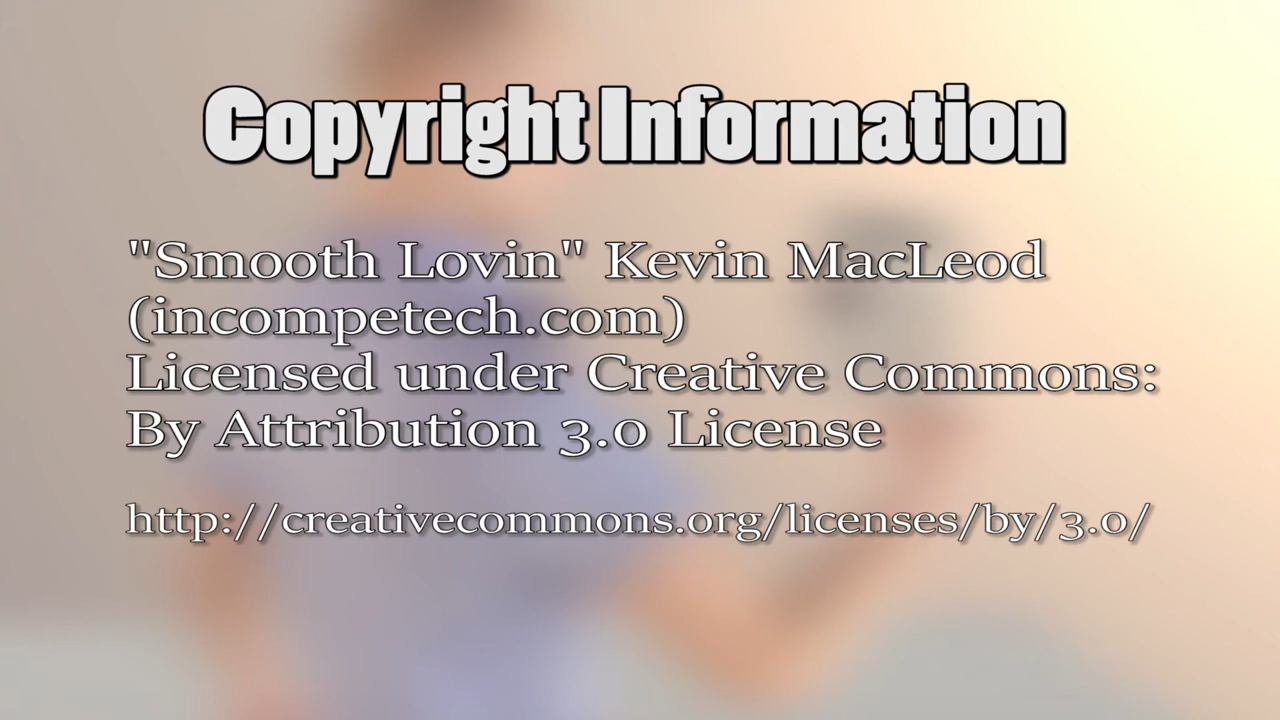 Copyright Information
"Smooth Lovin" Kevin MacLeod
(incompetech.com)
Licensed under Creative Commons:
By Attribution 3.0 License
http://creativecommons.org/licenses/by/3.0/